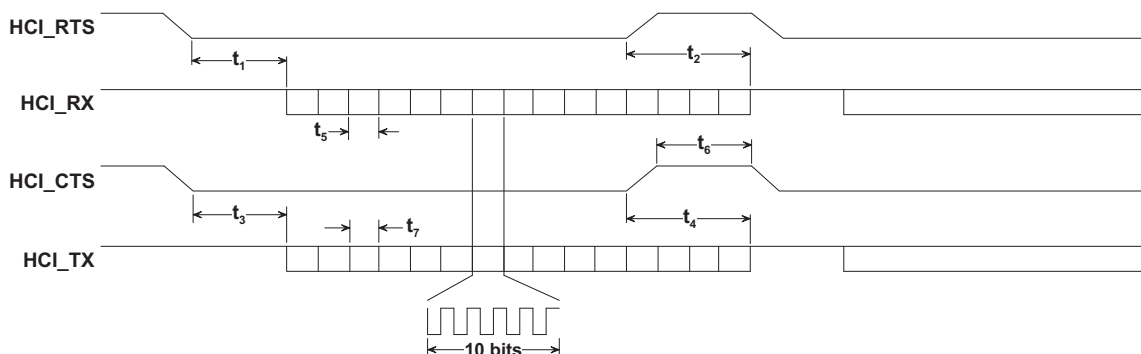 HCI_RTS
t1
t2
HCI_RX
t5
t6
HCI_CTS
t3
t7
t4
HCI_TX
10 bits